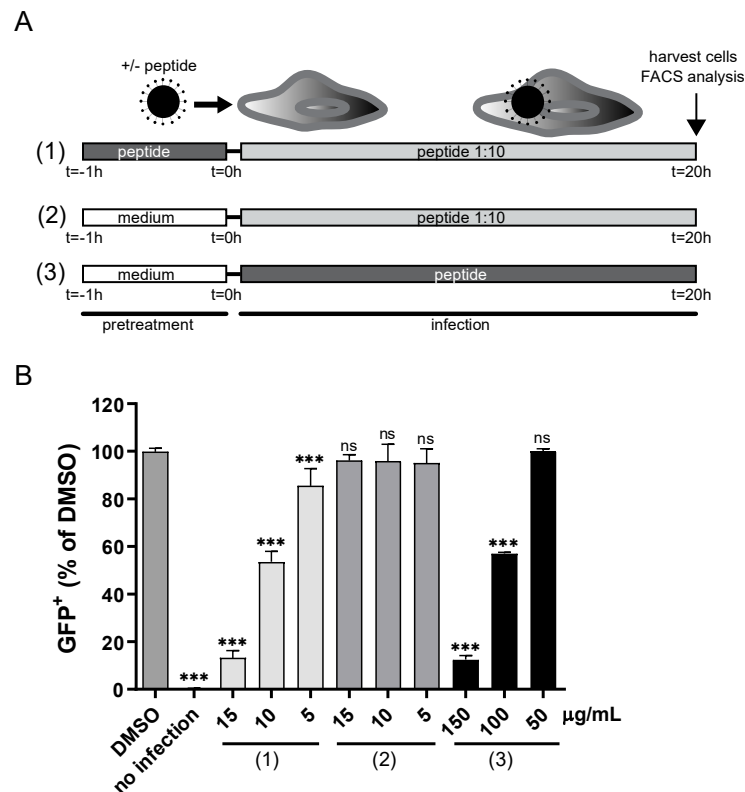 A
+/- peptide
harvest cells
FACS analysis
(1) peptide peptide 1:10
t=-1h t=0h t=20h
(2) medium peptide 1:10
t=-1h t=0h t=20h
(3) medium peptide
t=-1h t=0h t=20h
pretreatment infection
B
GFP⁺ (% of DMSO)
120
100
80
60
40
20
0
*** *** *** *** ns ns ns *** *** ns
DMSO no infection 15 10 5 15 10 5 150 100 50 µg/mL
(1) (2) (3)